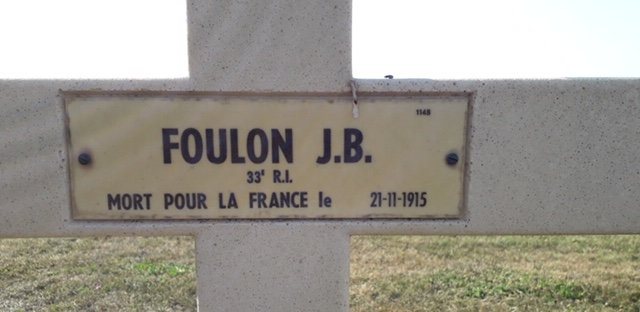 1148
FOULON J.B.
33e R.I.
MORT POUR LA FRANCE le 21-11-1915